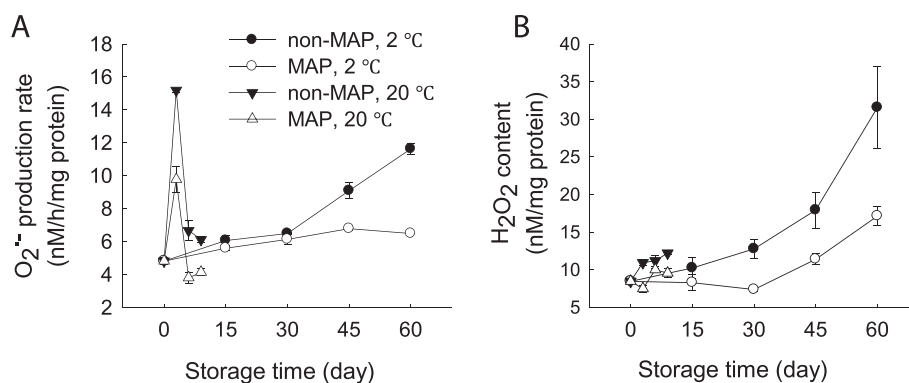 A
18
16
14
12
10
8
6
4
2
O₂˙⁻ production rate
(nM/h/mg protein)
non-MAP, 2 ℃
MAP, 2 ℃
non-MAP, 20 ℃
MAP, 20 ℃
0 15 30 45 60
Storage time (day)
B
40
35
30
25
20
15
10
5
H₂O₂ content
(nM/mg protein)
0 15 30 45 60
Storage time (day)